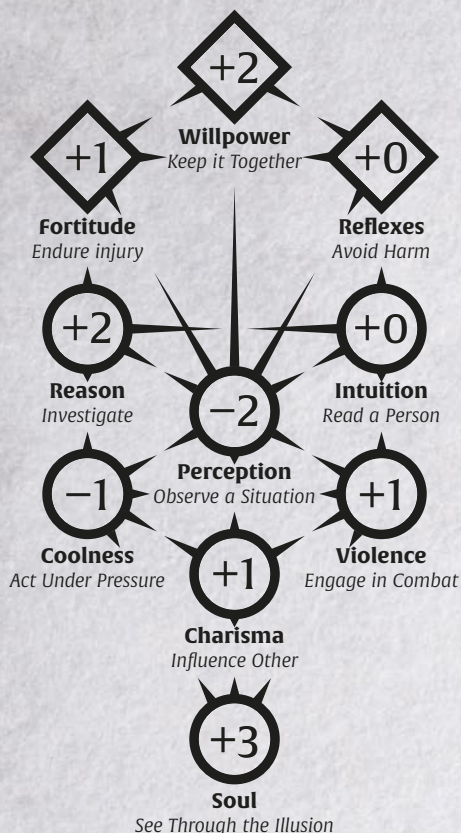 +2
Willpower
Keep it Together
+1
Fortitude
Endure injury
+0
Reflexes
Avoid Harm
+2
Reason
Investigate
+0
Intuition
Read a Person
−2
Perception
Observe a Situation
−1
Coolness
Act Under Pressure
+1
Violence
Engage in Combat
+1
Charisma
Influence Other
+3
Soul
See Through the Illusion